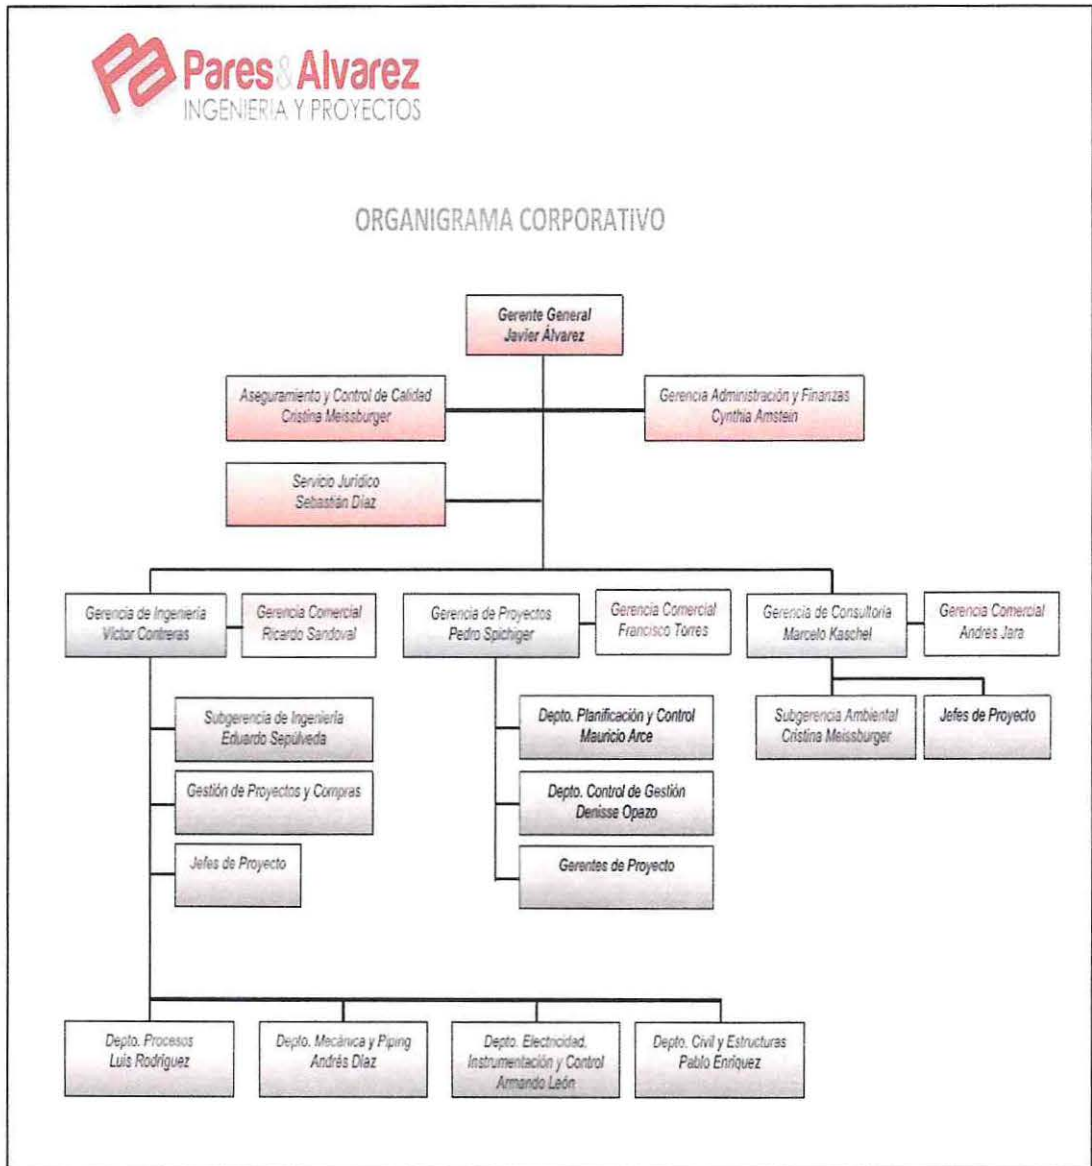 Pares&Alvarez
INGENIERIA Y PROYECTOS
ORGANIGRAMA CORPORATIVO
Gerente General
Javier Álvarez
Aseguramiento y Control de Calidad
Cristina Meissburger
Gerencia Administración y Finanzas
Cynthia Amstein
Servicio Jurídico
Sebastián Díaz
Gerencia de Ingeniería
Víctor Contreras
Gerencia Comercial
Ricardo Sandoval
Gerencia de Proyectos
Pedro Spichiger
Gerencia Comercial
Francisco Torres
Gerencia de Consultoría
Marcelo Kaschel
Gerencia Comercial
Andrés Jara
Subgerencia de Ingeniería
Eduardo Sepúlveda
Gestión de Proyectos y Compras
Jefes de Proyecto
Depto. Planificación y Control
Mauricio Arce
Depto. Control de Gestión
Denisse Opazo
Gerentes de Proyecto
Subgerencia Ambiental
Cristina Meissburger
Jefes de Proyecto
Depto. Procesos
Luis Rodríguez
Depto. Mecánica y Piping
Andrés Díaz
Depto. Electricidad,
Instrumentación y Control
Armando León
Depto. Civil y Estructuras
Pablo Enríquez